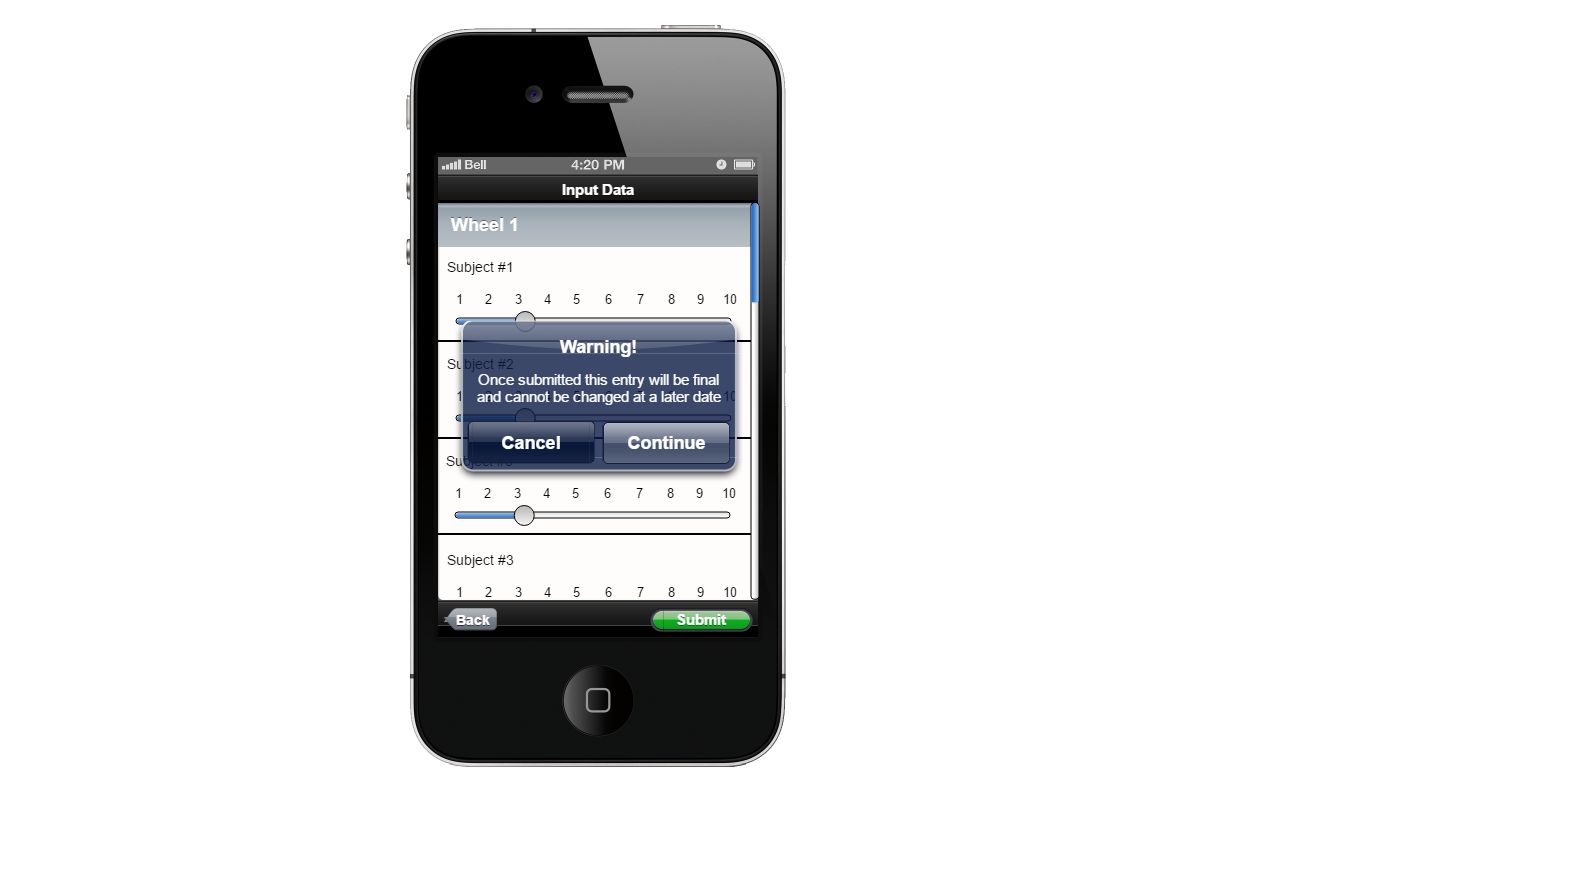 Bell 4:20 PM
Input Data
Wheel 1
Subject #1
1 2 3 4 5 6 7 8 9 10
Warning!
Subject #2
Once submitted this entry will be final
and cannot be changed at a later date
Cancel Continue
1 2 3 4 5 6 7 8 9 10
Subject #3
1 2 3 4 5 6 7 8 9 10
Back Submit